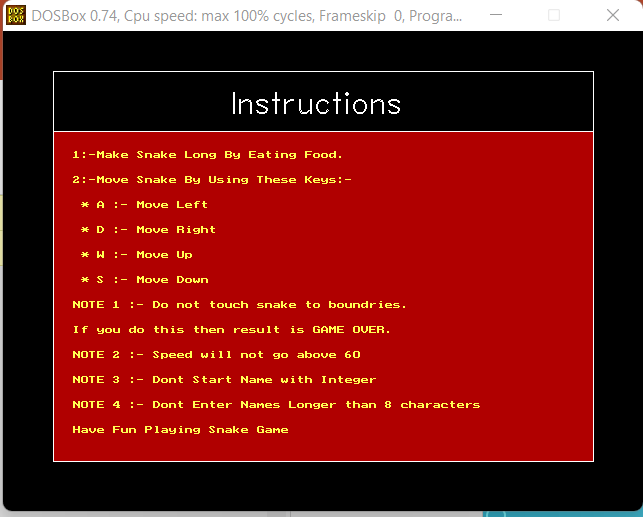 DOS
BOX
DOSBox 0.74, Cpu speed: max 100% cycles, Frameskip  0, Progra...
Instructions
1:-Make Snake Long By Eating Food.
2:-Move Snake By Using These Keys:-
* A :- Move Left
* D :- Move Right
* W :- Move Up
* S :- Move Down
NOTE 1 :- Do not touch snake to boundries.
If you do this then result is GAME OVER.
NOTE 2 :- Speed will not go above 60
NOTE 3 :- Dont Start Name with Integer
NOTE 4 :- Dont Enter Names Longer than 8 characters
Have Fun Playing Snake Game